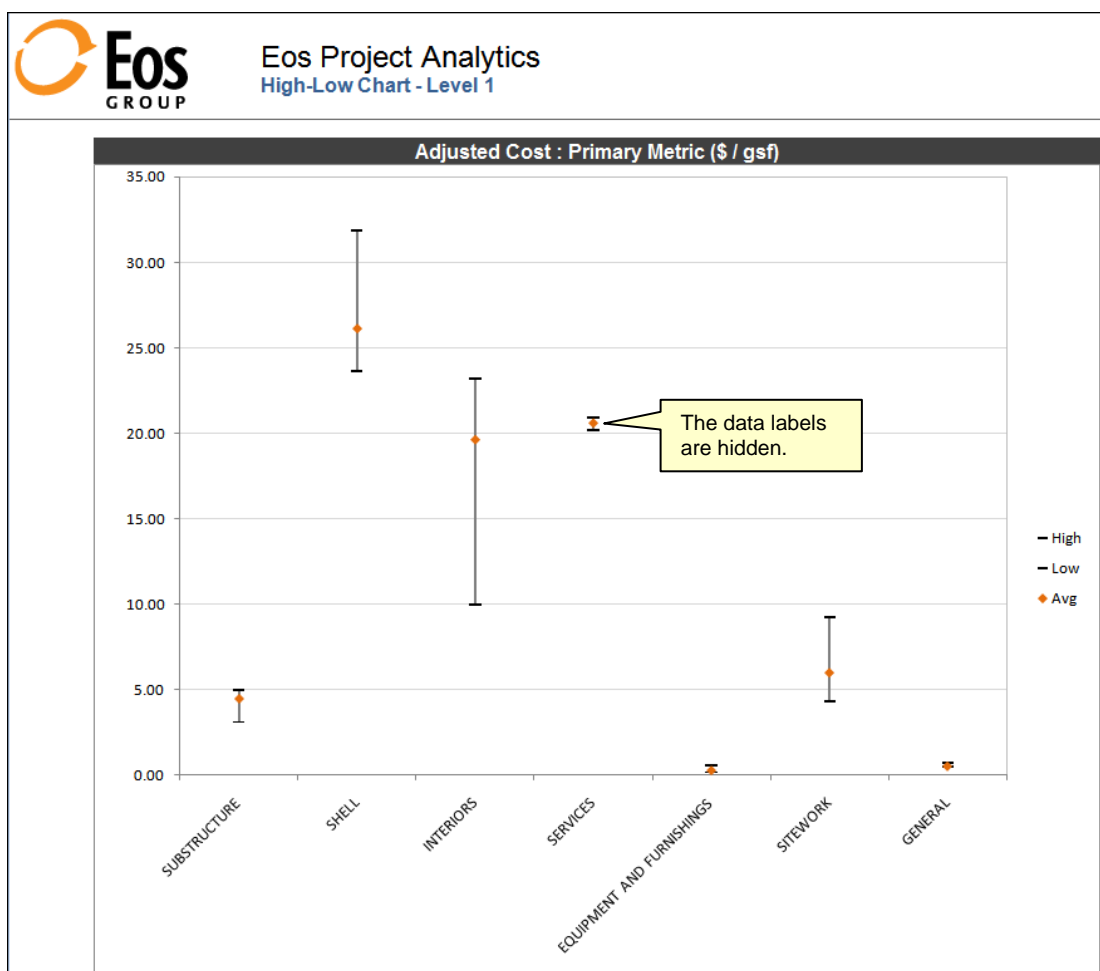 Eos
GROUP
Eos Project Analytics
High-Low Chart - Level 1
Adjusted Cost : Primary Metric ($ / gsf)
35.00
30.00
25.00
20.00
15.00
10.00
5.00
0.00
The data labels
are hidden.
High
Low
Avg
SUBSTRUCTURE
SHELL
INTERIORS
SERVICES
EQUIPMENT AND FURNISHINGS
SITEWORK
GENERAL